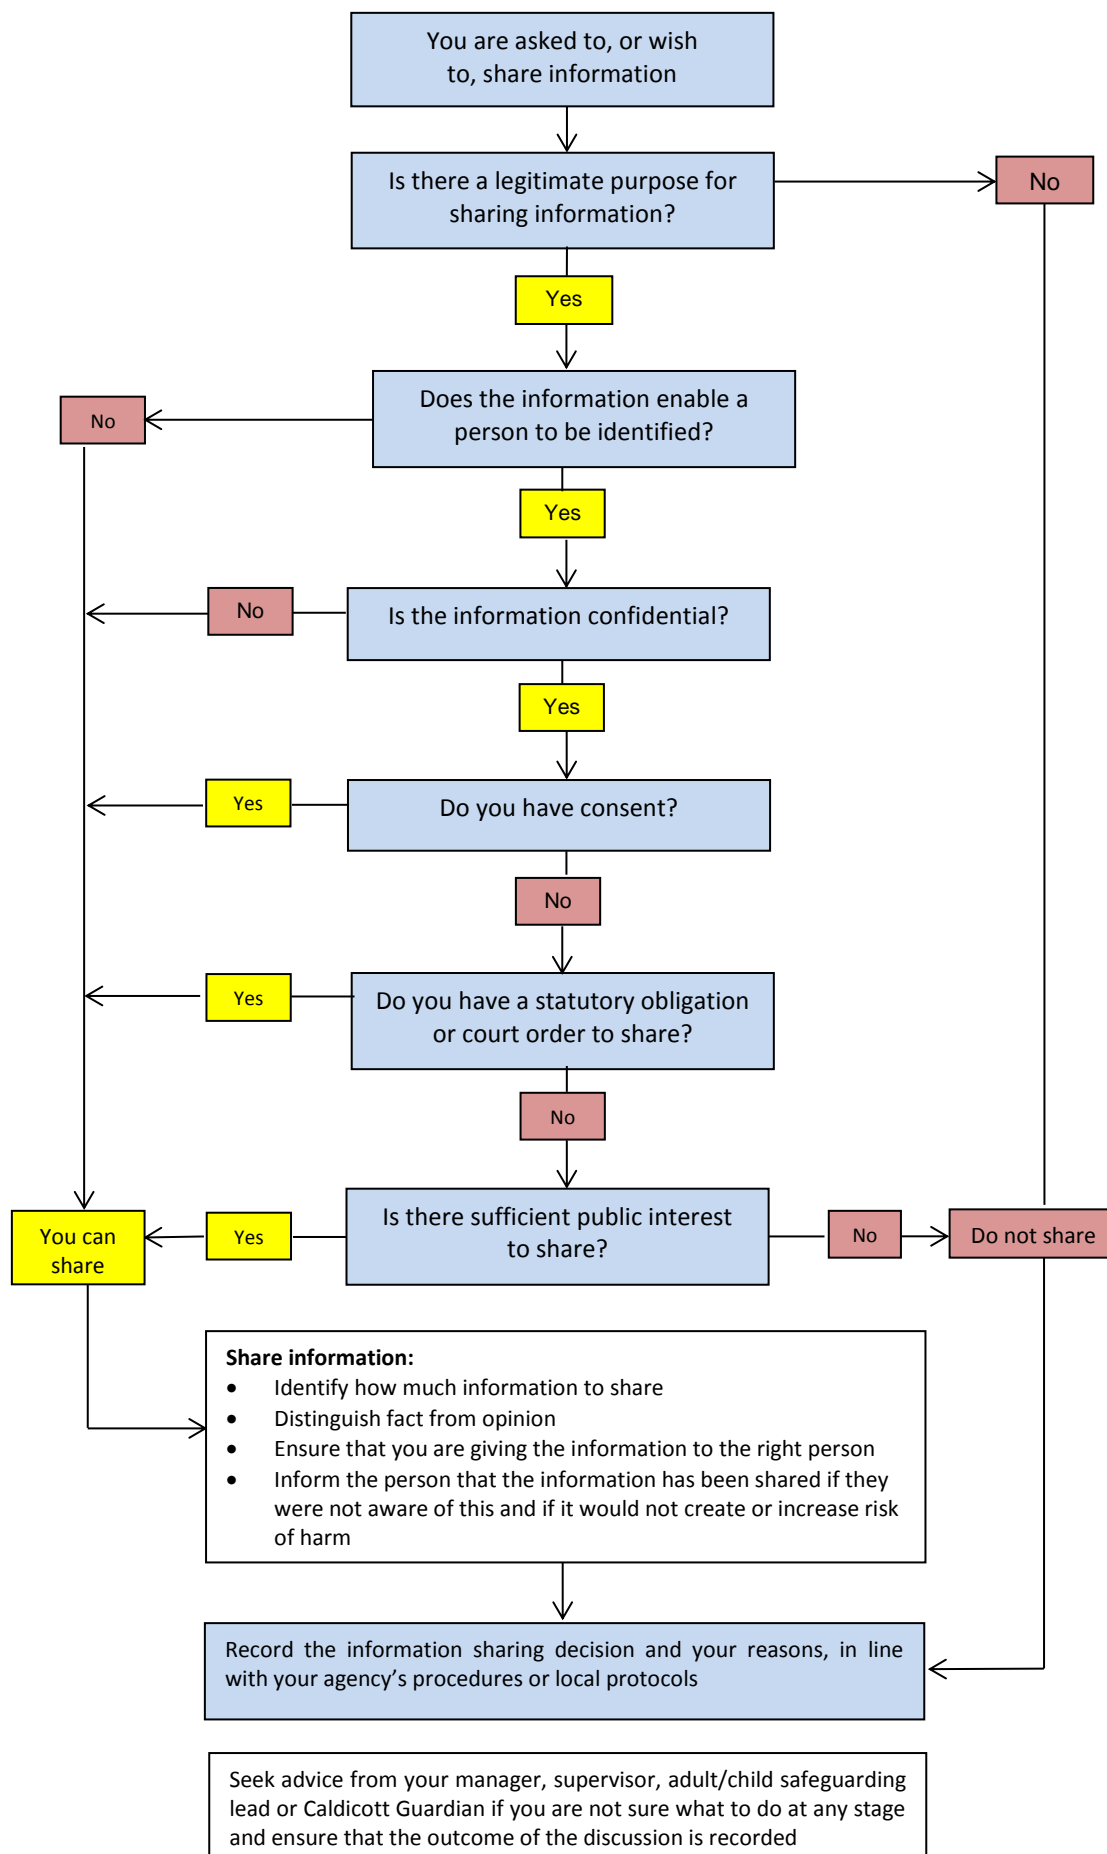 You are asked to, or wish
to, share information
Is there a legitimate purpose for
sharing information?
No
Yes
Does the information enable a
person to be identified?
No
Yes
Is the information confidential?
No
Yes
Do you have consent?
Yes
No
Do you have a statutory obligation
or court order to share?
Yes
No
Is there sufficient public interest
to share?
Yes
You can
share
No
Do not share
Share information:
• Identify how much information to share
• Distinguish fact from opinion
• Ensure that you are giving the information to the right person
• Inform the person that the information has been shared if they
were not aware of this and if it would not create or increase risk
of harm
Record the information sharing decision and your reasons, in line
with your agency’s procedures or local protocols
Seek advice from your manager, supervisor, adult/child safeguarding
lead or Caldicott Guardian if you are not sure what to do at any stage
and ensure that the outcome of the discussion is recorded